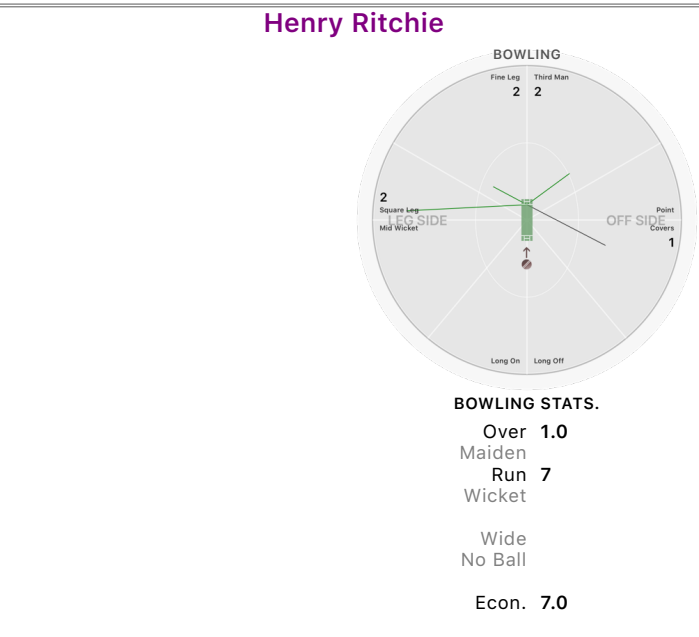 Henry Ritchie
BOWLING
Fine Leg Third Man
2 2
2
Square Leg Point
LEG SIDE OFF SIDE
Mid Wicket Covers
1
Long On Long Off
BOWLING STATS.
Over 1.0
Maiden
Run 7
Wicket
Wide
No Ball
Econ. 7.0